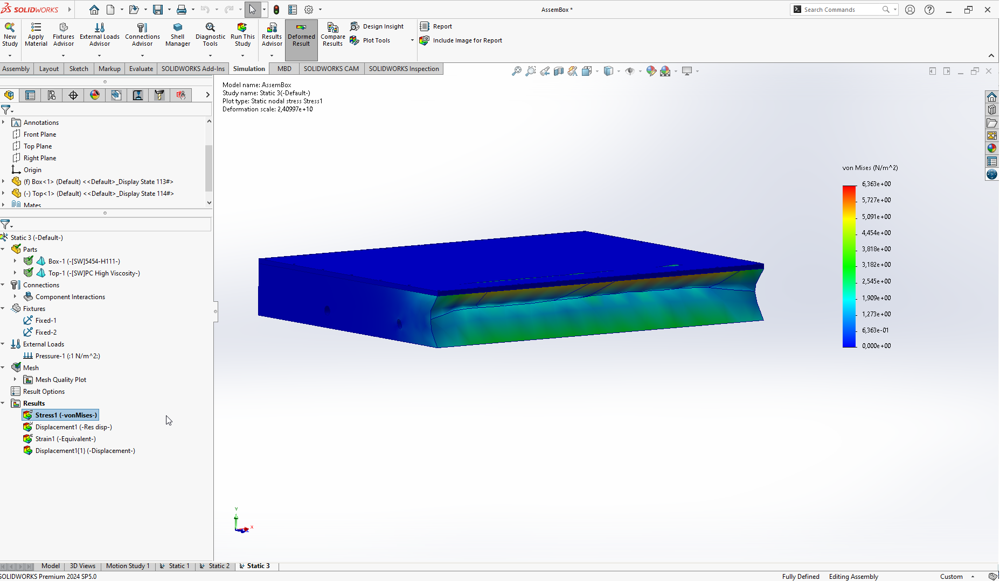 SOLIDWORKS
AssemBox *
Search Commands
New Study
Apply Material
Fixtures Advisor
External Loads Advisor
Connections Advisor
Shell Manager
Diagnostic Tools
Run This Study
Results Advisor
Deformed Result
Compare Results
Design Insight
Plot Tools
Report
Include Image for Report
Assembly
Layout
Sketch
Markup
Evaluate
SOLIDWORKS Add-Ins
Simulation
MBD
SOLIDWORKS CAM
SOLIDWORKS Inspection
Annotations
Front Plane
Top Plane
Right Plane
Origin
(f) Box<1> (Default) <<Default>_Display State 113#>
(-) Top<1> (Default) <<Default>_Display State 114#>
Mates
Static 3 (-Default-)
Parts
Box-1 (-[SW]5454-H111-)
Top-1 (-[SW]PC High Viscosity-)
Connections
Component Interactions
Fixtures
Fixed-1
Fixed-2
External Loads
Pressure-1 (:1 N/m^2:)
Mesh
Mesh Quality Plot
Result Options
Results
Stress1 (-vonMises-)
Displacement1 (-Res disp-)
Strain1 (-Equivalent-)
Displacement1{1} (-Displacement-)
Model name: AssemBox
Study name: Static 3(-Default-)
Plot type: Static nodal stress Stress1
Deformation scale: 2,40997e+10
von Mises (N/m^2)
6,363e+00
5,727e+00
5,091e+00
4,454e+00
3,818e+00
3,182e+00
2,545e+00
1,909e+00
1,273e+00
6,363e-01
0,000e+00
Y
X
Z
Model
3D Views
Motion Study 1
Static 1
Static 2
Static 3
SOLIDWORKS Premium 2024 SP5.0
Fully Defined
Editing Assembly
Custom